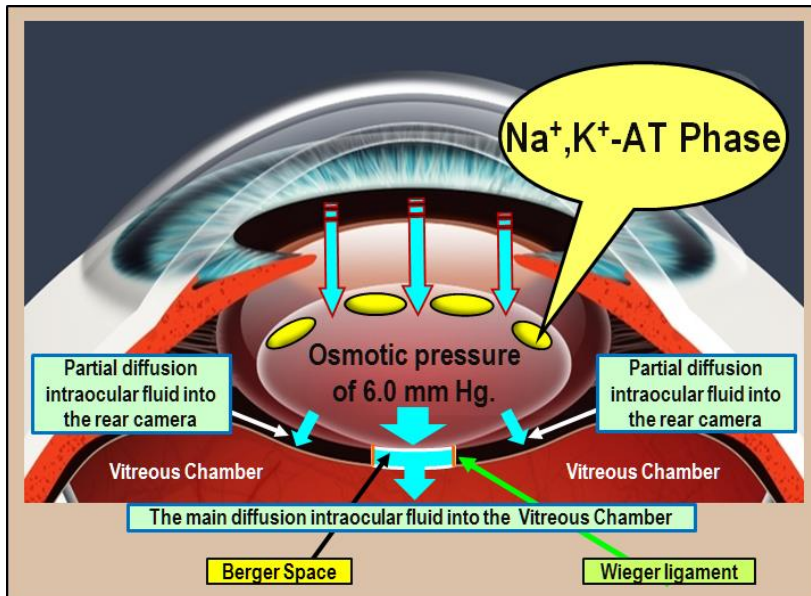 Na⁺,K⁺-AT Phase
Osmotic pressure
of 6.0 mm Hg.
Partial diffusion
intraocular fluid into
the rear camera
Partial diffusion
intraocular fluid into
the rear camera
Vitreous Chamber
Vitreous Chamber
The main diffusion intraocular fluid into the Vitreous Chamber
Berger Space
Wieger ligament